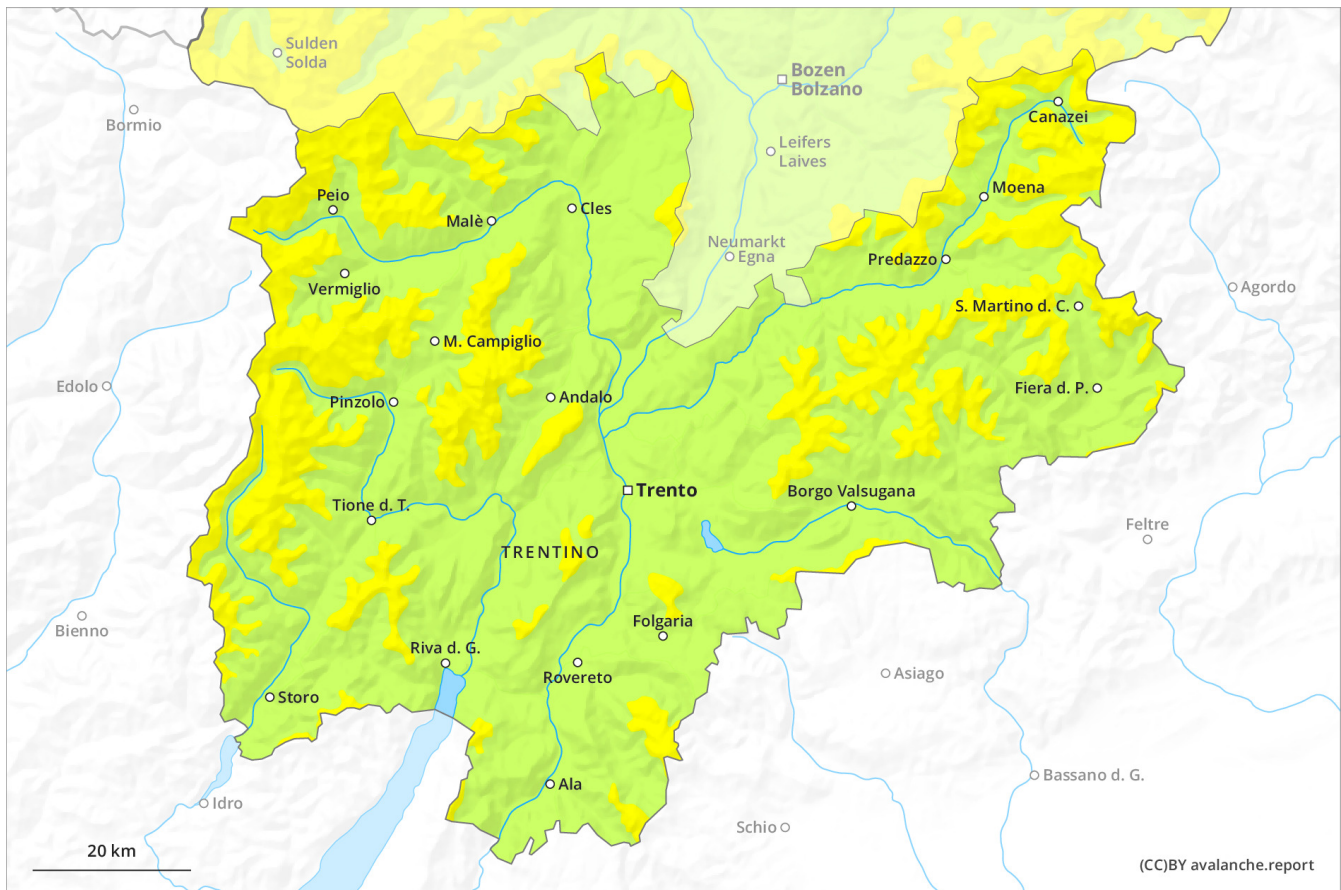 Sulden
Solda
Bozen
Bolzano
Bormio
Canazei
Leifers
Laives
Moena
Peio
Malè
Cles
Neumarkt
Egna
Predazzo
Vermiglio
Agordo
S. Martino d. C.
M. Campiglio
Edolo
Pinzolo
Andalo
Fiera d. P.
Trento
Borgo Valsugana
Tione d. T.
Feltre
TRENTINO
Bienno
Folgaria
Riva d. G.
Rovereto
Asiago
Storo
Bassano d. G.
Ala
Idro
Schio
20 km
(CC)BY avalanche.report